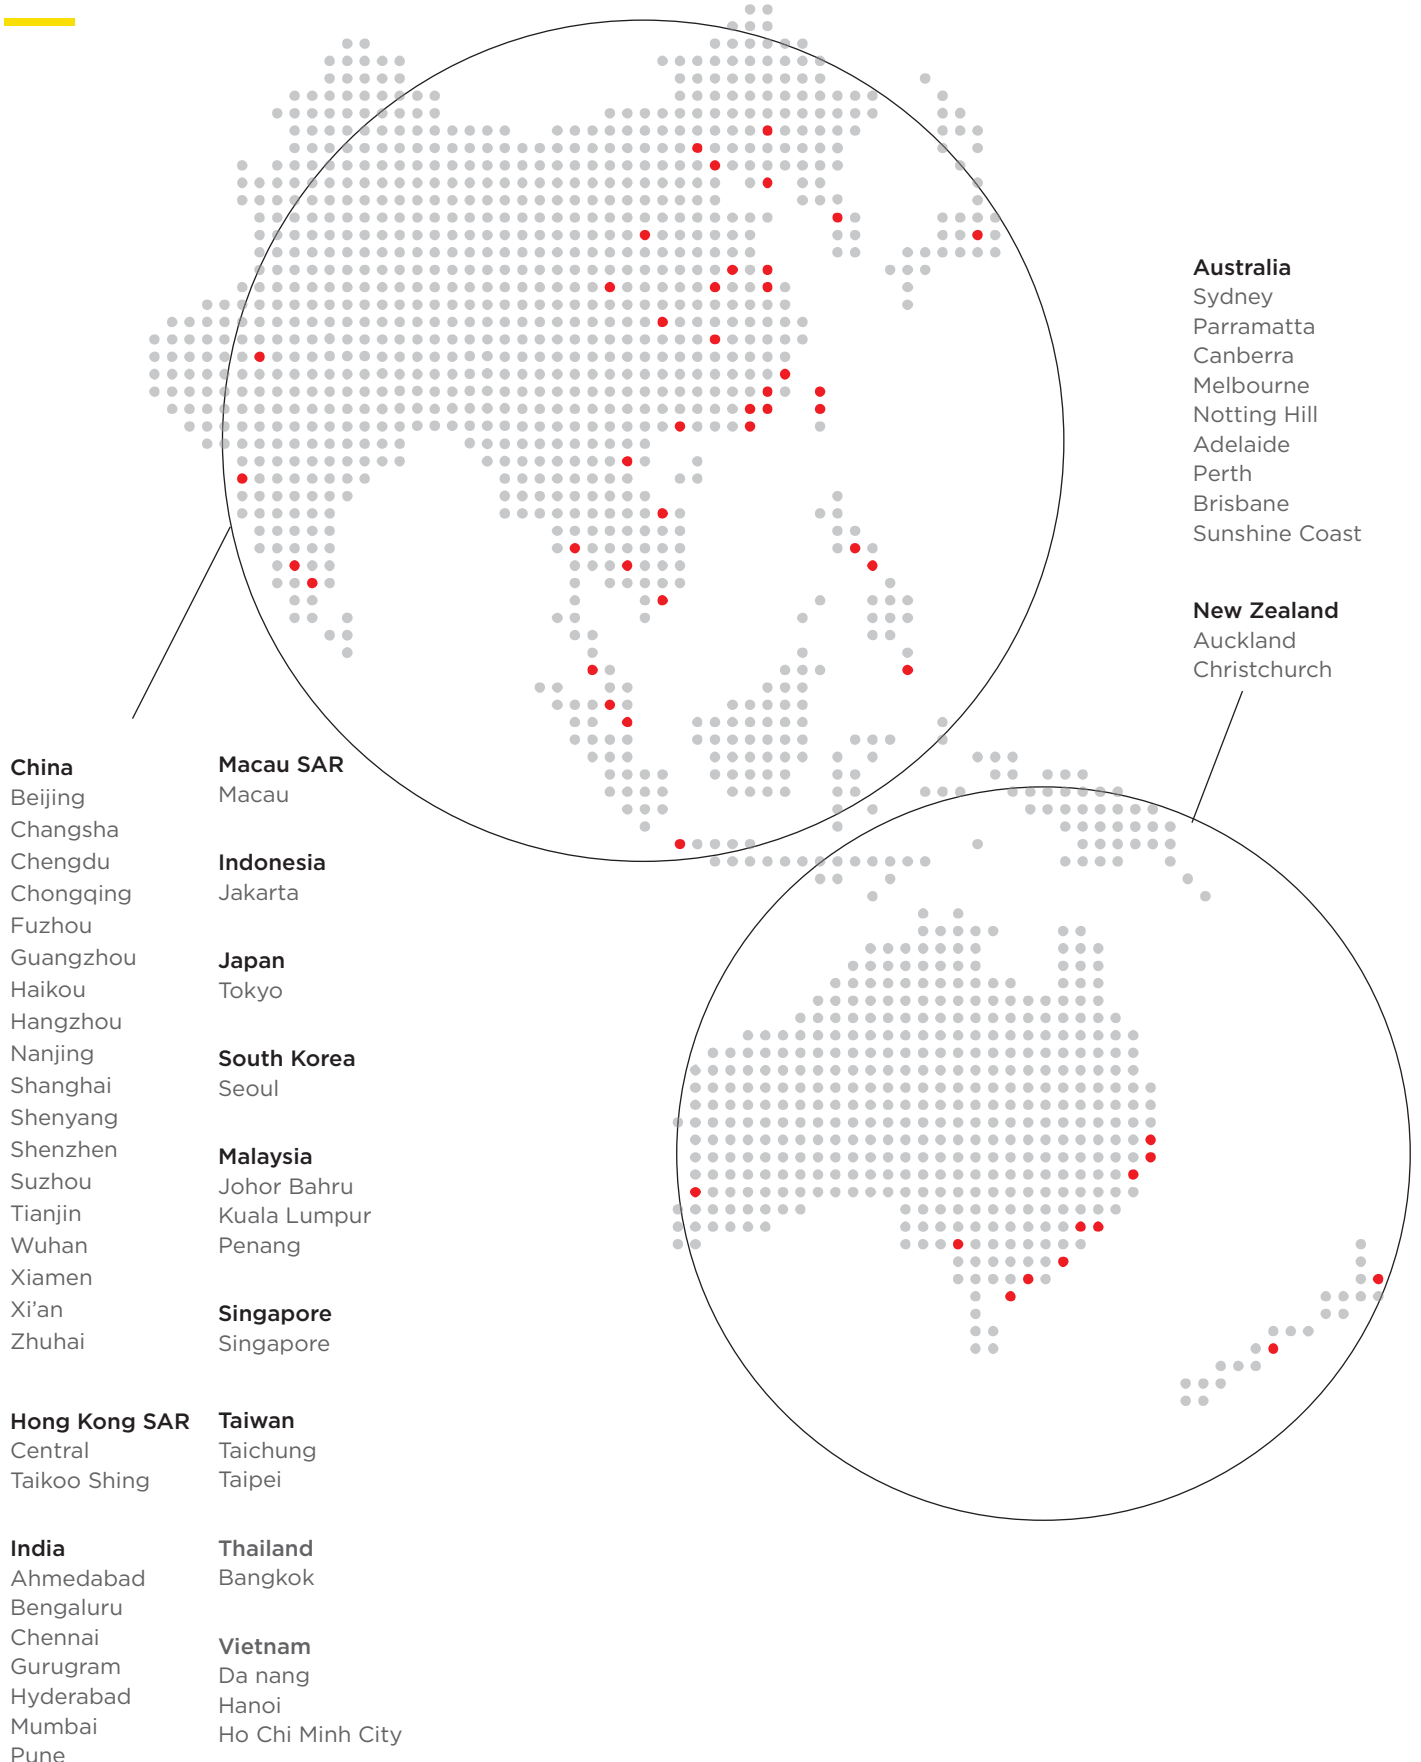 Australia
Sydney
Parramatta
Canberra
Melbourne
Notting Hill
Adelaide
Perth
Brisbane
Sunshine Coast
New Zealand
Auckland
Christchurch
China
Beijing
Changsha
Chengdu
Chongqing
Fuzhou
Guangzhou
Haikou
Hangzhou
Nanjing
Shanghai
Shenyang
Shenzhen
Suzhou
Tianjin
Wuhan
Xiamen
Xi’an
Zhuhai
Hong Kong SAR
Central
Taikoo Shing
India
Ahmedabad
Bengaluru
Chennai
Gurugram
Hyderabad
Mumbai
Pune
Macau SAR
Macau
Indonesia
Jakarta
Japan
Tokyo
South Korea
Seoul
Malaysia
Johor Bahru
Kuala Lumpur
Penang
Singapore
Singapore
Taiwan
Taichung
Taipei
Thailand
Bangkok
Vietnam
Da nang
Hanoi
Ho Chi Minh City